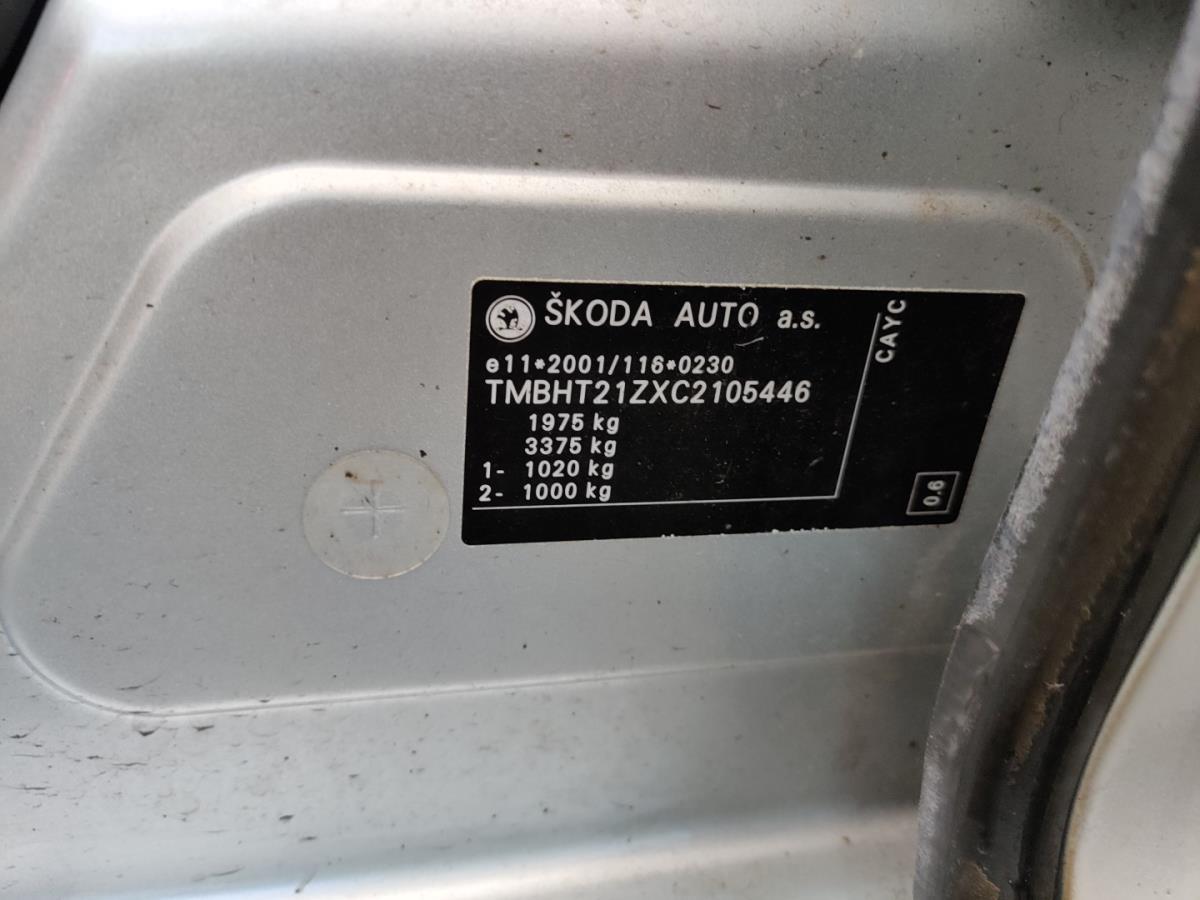 ŠKODA AUTO a.s.
e11*2001/116*0230
TMBHT21ZXC2105446
1975 kg
3375 kg
1- 1020 kg
2- 1000 kg
CAYC
0.6